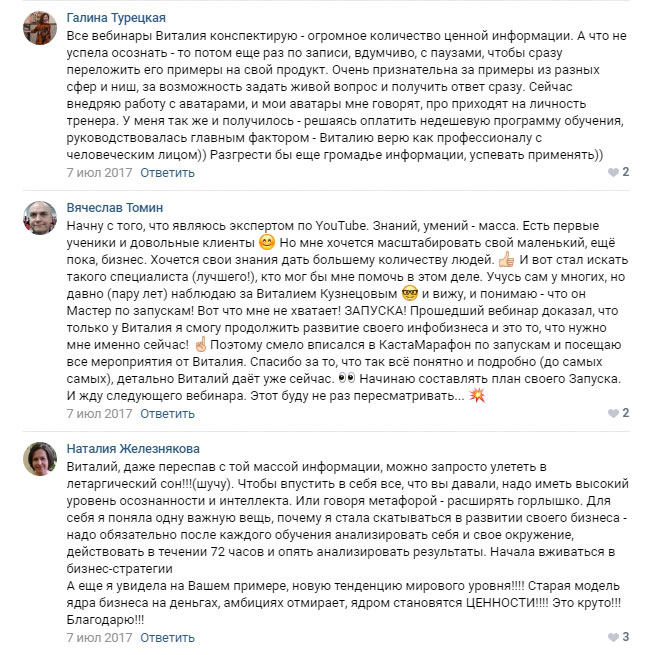 Галина Турецкая
Все вебинары Виталия конспектирую - огромное количество ценной информации. А что не
успела осознать - то потом еще раз по записи, вдумчиво, с паузами, чтобы сразу
переложить его примеры на свой продукт. Очень признательна за примеры из разных
сфер и ниш, за возможность задать живой вопрос и получить ответ сразу. Сейчас
внедряю работу с аватарами, и мои аватары мне говорят, про приходят на личность
тренера. У меня так же и получилось - решаясь оплатить недешевую программу обучения,
руководствовалась главным фактором - Виталию верю как профессионалу с
человеческим лицом)) Разгрести бы еще громадье информации, успевать применять))
7 июл 2017 Ответить 2
Вячеслав Томин
Начну с того, что являюсь экспертом по YouTube. Знаний, умений - масса. Есть первые
ученики и довольные клиенты 😊 Но мне хочется масштабировать свой маленький, ещё
пока, бизнес. Хочется свои знания дать большему количеству людей. 👍 И вот стал искать
такого специалиста (лучшего!), кто мог бы мне помочь в этом деле. Учусь сам у многих, но
давно (пару лет) наблюдаю за Виталием Кузнецовым 🤓 и вижу, и понимаю - что он
Мастер по запускам! Вот что мне не хватает! ЗАПУСКА! Прошедший вебинар доказал, что
только у Виталия я смогу продолжить развитие своего инфобизнеса и это то, что нужно
мне именно сейчас! ☝ Поэтому смело вписался в КастаМарафон по запускам и посещаю
все мероприятия от Виталия. Спасибо за то, что так всё понятно и подробно (до самых
самых), детально Виталий даёт уже сейчас. 👀 Начинаю составлять план своего Запуска.
И жду следующего вебинара. Этот буду не раз пересматривать... 💥
7 июл 2017 Ответить 2
Наталия Железнякова
Виталий, даже переспав с той массой информации, можно запросто улететь в
летаргический сон!!!(шучу). Чтобы впустить в себя все, что вы давали, надо иметь высокий
уровень осознанности и интеллекта. Или говоря метафорой - расширять горлышко. Для
себя я поняла одну важную вещь, почему я стала скатываться в развитии своего бизнеса -
надо обязательно после каждого обучения анализировать себя и свое окружение,
действовать в течении 72 часов и опять анализировать результаты. Начала вживаться в
бизнес-стратегии
А еще я увидела на Вашем примере, новую тенденцию мирового уровня!!!! Старая модель
ядра бизнеса на деньгах, амбициях отмирает, ядром становятся ЦЕННОСТИ!!!! Это круто!!!
Благодарю!!!
7 июл 2017 Ответить 3